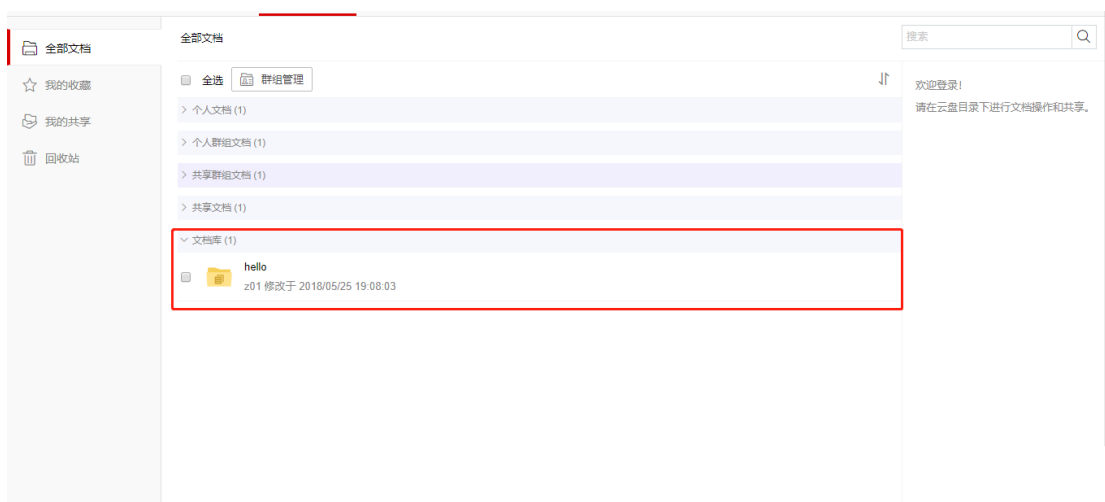 全部文档
我的收藏
我的共享
回收站
全部文档
搜索
全选 群组管理
个人文档 (1)
个人群组文档 (1)
共享群组文档 (1)
共享文档 (1)
文档库 (1)
hello
z01 修改于 2018/05/25 19:08:03
欢迎登录!
请在云盘目录下进行文档操作和共享。